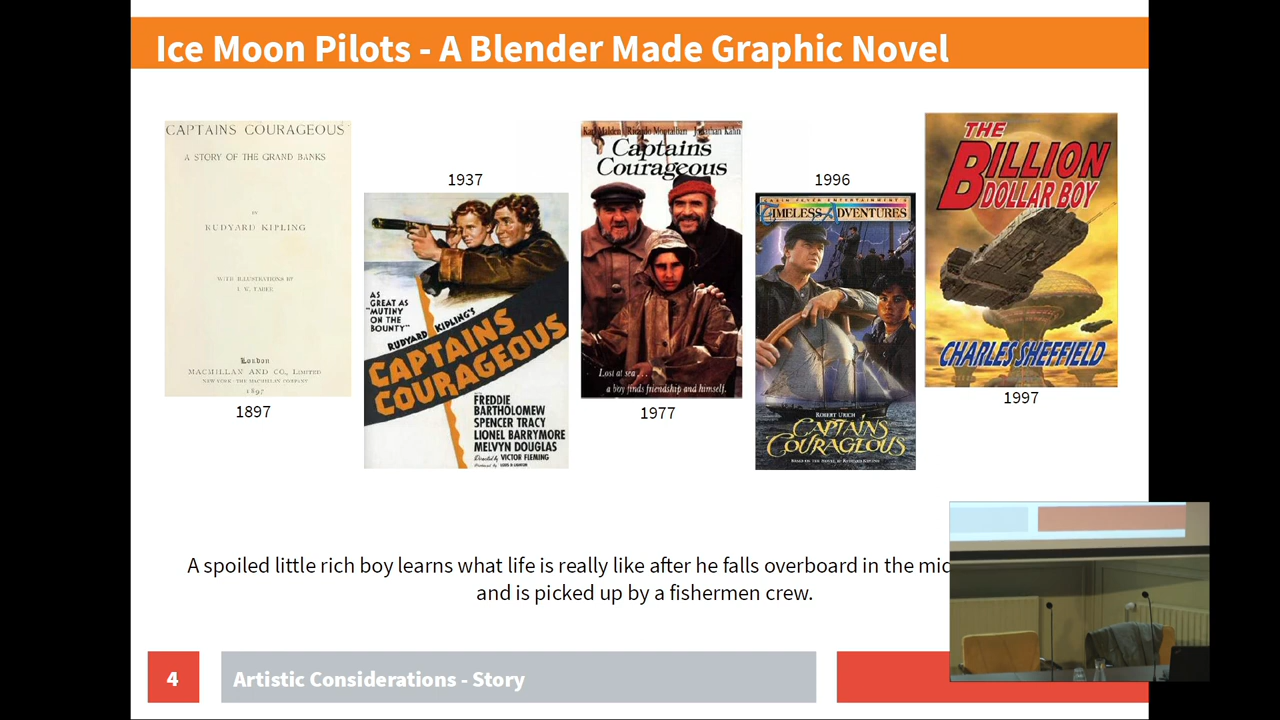 Ice Moon Pilots - A Blender Made Graphic Novel
CAPTAINS COURAGEOUS
A STORY OF THE GRAND BANKS
BY
RUDYARD KIPLING
WITH ILLUSTRATIONS BY
I. W. TABER
London
MACMILLAN AND CO., LIMITED
NEW YORK: THE MACMILLAN COMPANY
1897
1897
1937
AS
GREAT AS
"MUTINY
ON THE
BOUNTY"
RUDYARD KIPLING'S
CAPTAINS
COURAGEOUS
FREDDIE
BARTHOLOMEW
SPENCER TRACY
LIONEL BARRYMORE
MELVYN DOUGLAS
Directed by VICTOR FLEMING
Karl Malden Ricardo Montalban Jonathan Kahn
Captains
Courageous
Lost at sea...
a boy finds friendship and himself.
1977
1996
CABIN FEVER ENTERTAINMENT'S
TIMELESS ADVENTURES
ROBERT URICH
CAPTAINS
COURAGEOUS
BASED ON THE NOVEL BY RUDYARD KIPLING
THE
BILLION
DOLLAR BOY
CHARLES SHEFFIELD
1997
A spoiled little rich boy learns what life is really like after he falls overboard in the
and is picked up by a fishermen crew.
4
Artistic Considerations - Story